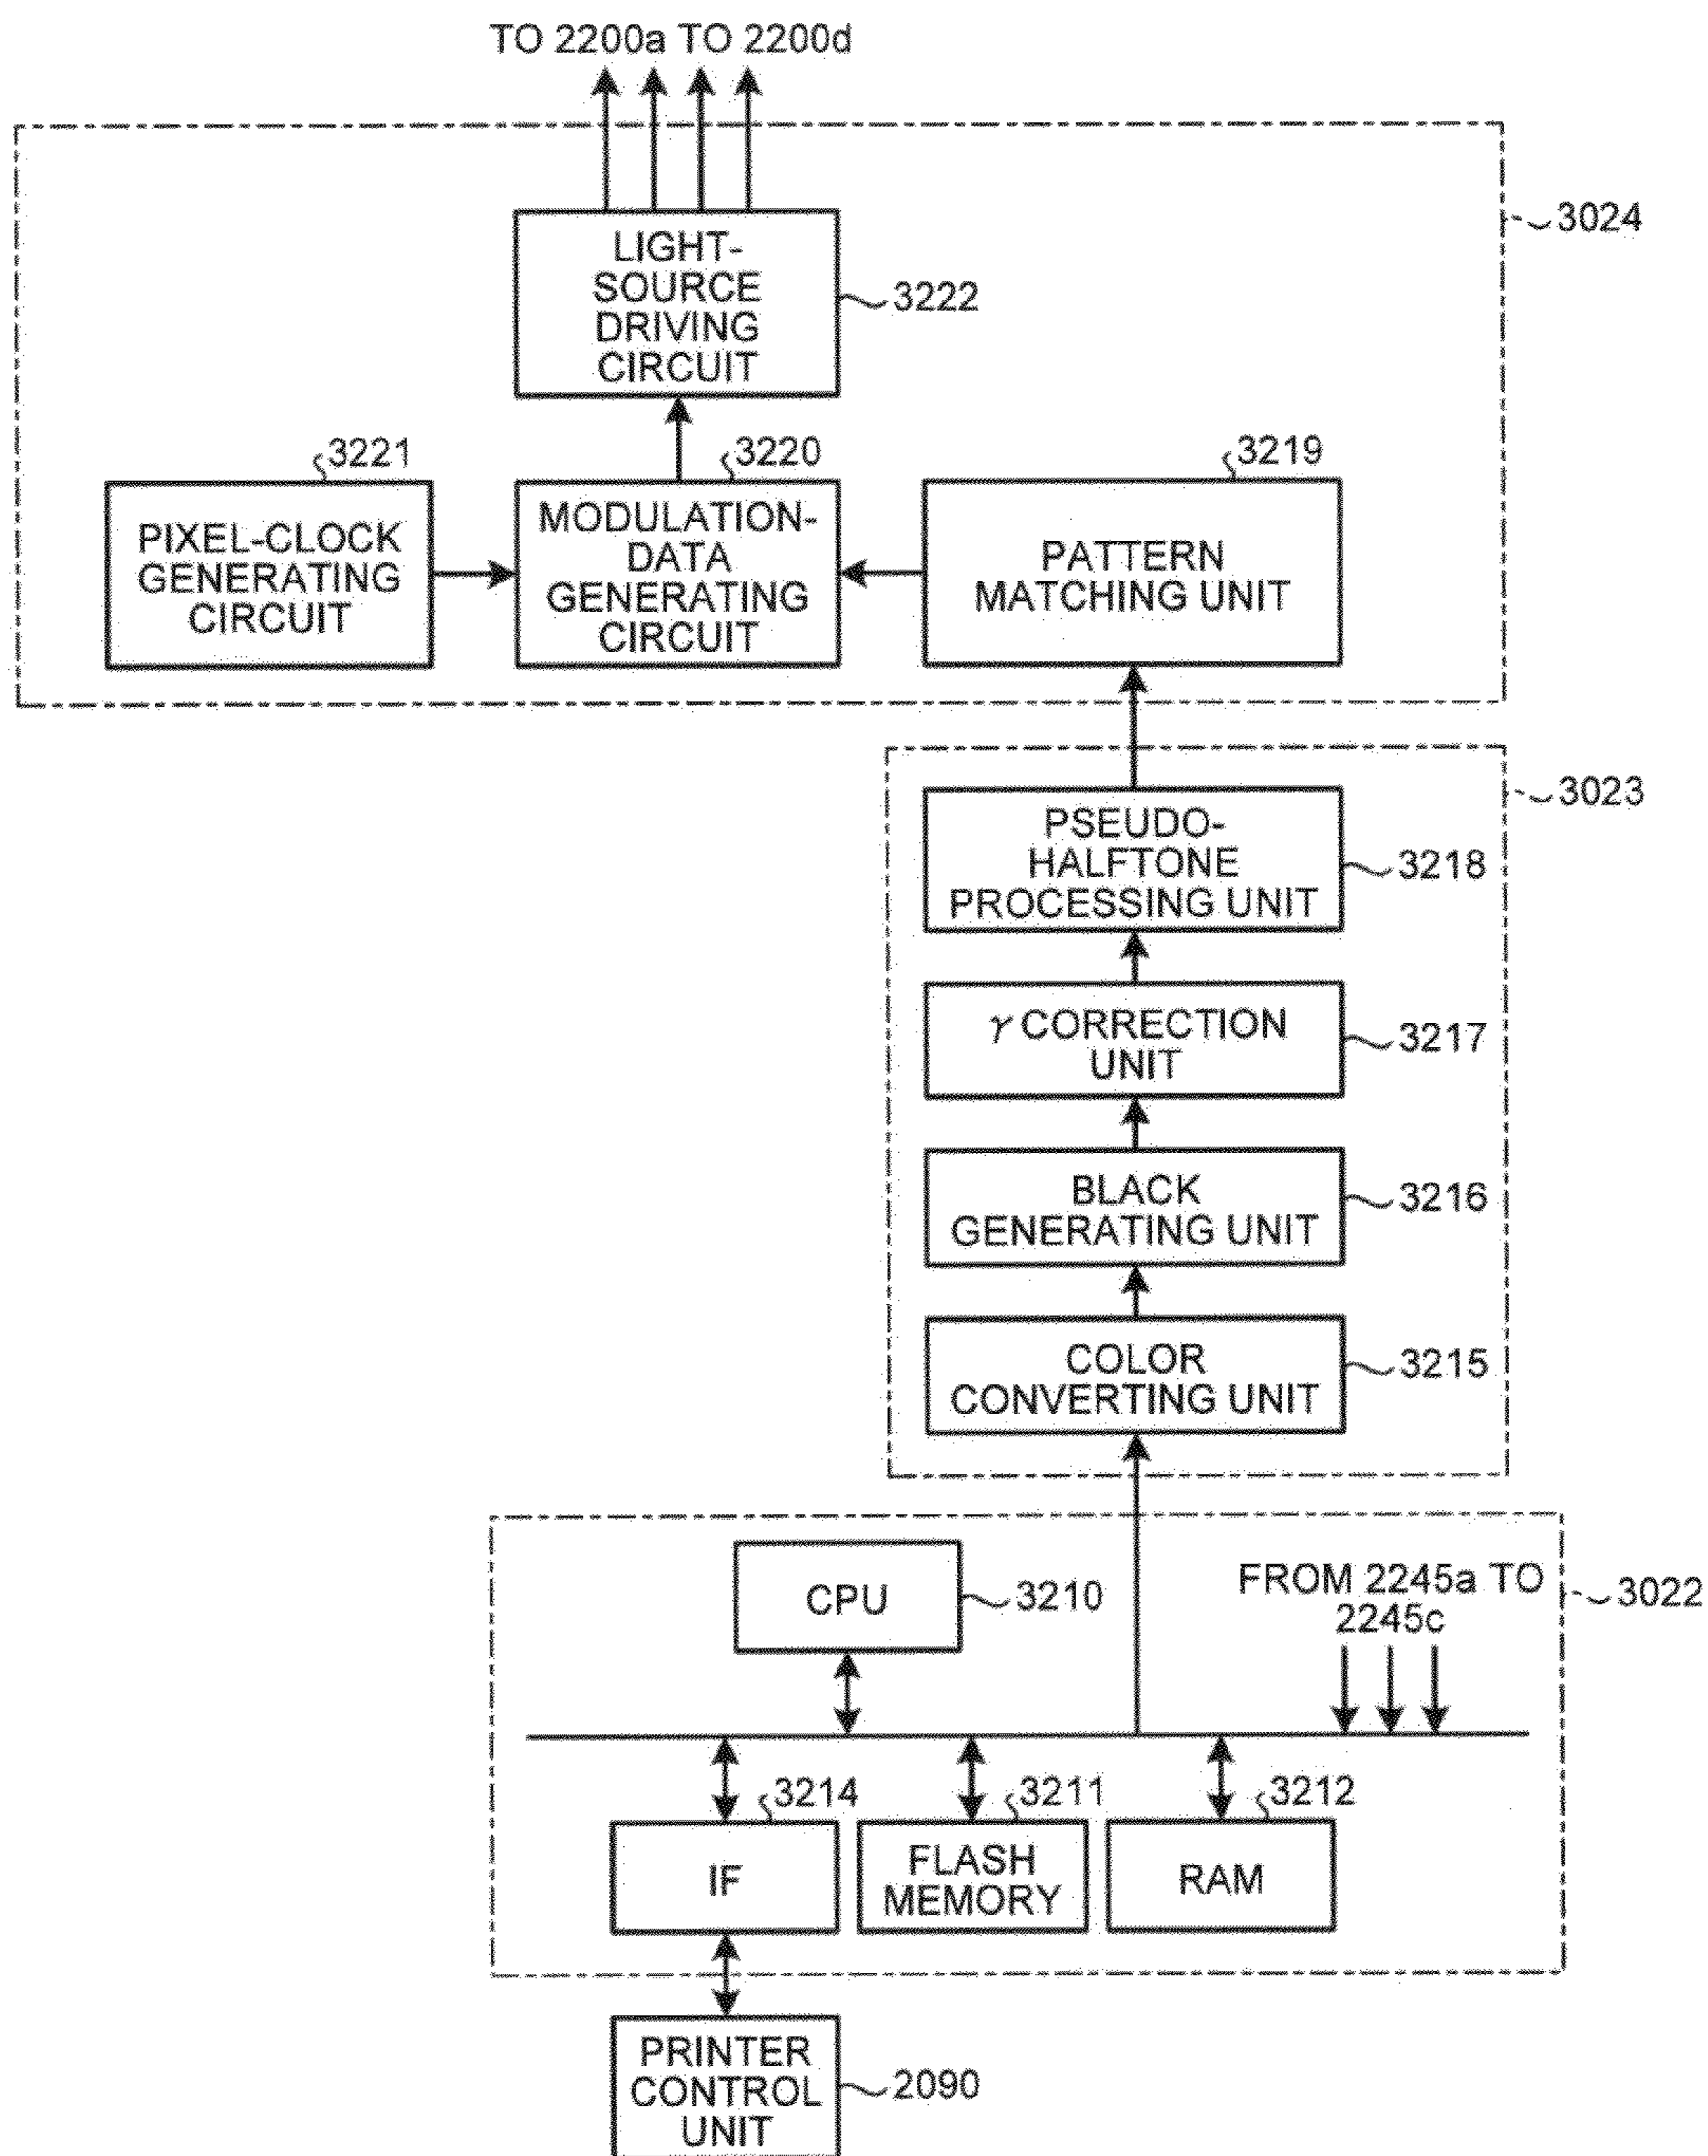 TO 2200a TO 2200d
3024
LIGHT-
SOURCE
DRIVING
CIRCUIT
3222
3221
3220
3219
PIXEL-CLOCK
GENERATING
CIRCUIT
MODULATION-
DATA
GENERATING
CIRCUIT
PATTERN
MATCHING UNIT
3023
PSEUDO-
HALFTONE
PROCESSING UNIT
3218
γ CORRECTION
UNIT
3217
BLACK
GENERATING UNIT
3216
COLOR
CONVERTING UNIT
3215
CPU
3210
FROM 2245a TO
2245c
3022
3214
3211
3212
IF
FLASH
MEMORY
RAM
PRINTER
CONTROL
UNIT
2090